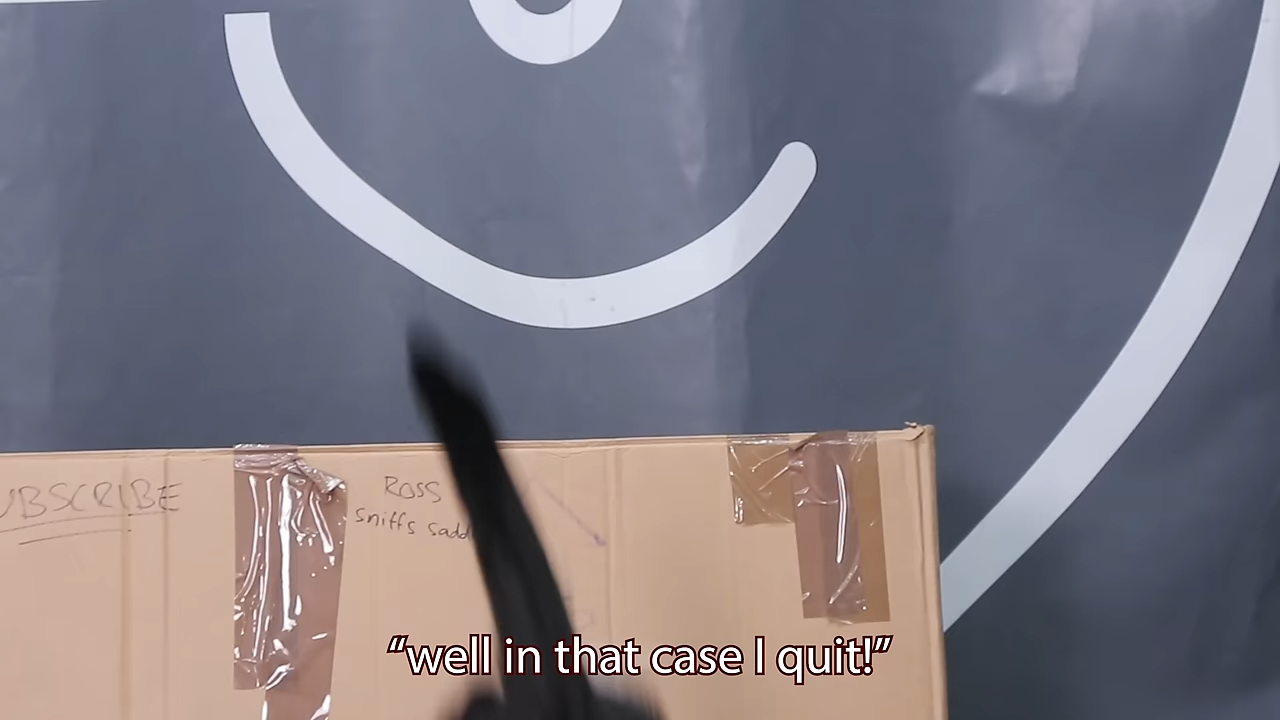 UBSCRIBE
ROSS
sniffs sadd
“well in that case I quit!”